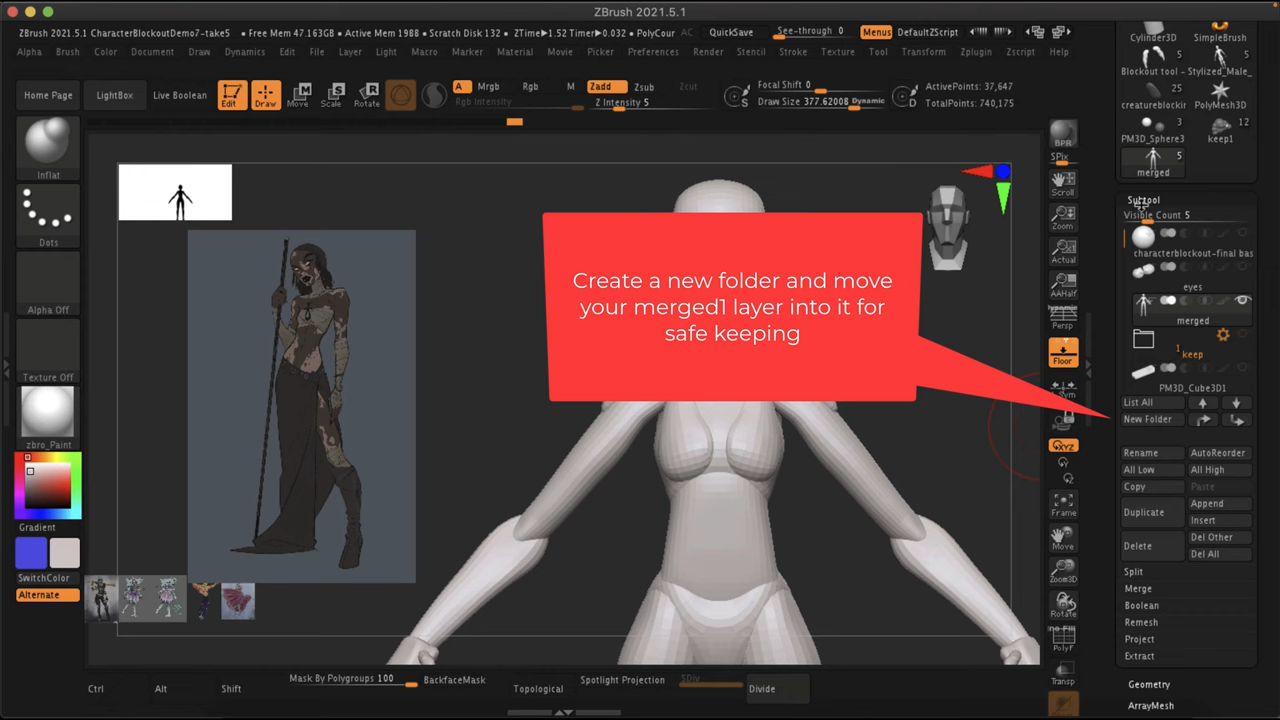 ZBrush 2021.5.1
ZBrush 2021.5.1 CharacterBlockoutDemo7-take5 • Free Mem 47.163GB • Active Mem 1988 • Scratch Disk 132 • ZTime▶1.52 Timer▶0.032 • PolyCour AC QuickSave See-through 0 Menus DefaultZScript
Alpha Brush Color Document Draw Dynamics Edit File Layer Light Macro Marker Material Movie Picker Preferences Render Stencil Stroke Texture Tool Transform Zplugin Zscript Help
Home Page LightBox Live Boolean Edit Draw Move Scale Rotate
A Mrgb Rgb M Zadd Zsub Zcut
Rgb Intensity Z Intensity 5
Focal Shift 0
Draw Size 377.62008 Dynamic
ActivePoints: 37,647
TotalPoints: 740,175
S
S
Inflat
Dots
Alpha Off
Texture Off
zbro_Paint
Gradient
SwitchColor
Alternate
Create a new folder and move
your merged1 layer into it for
safe keeping
BPR
SPix
Scroll
Zoom
Actual
AAHalf
Persp
Floor
XYZ
Frame
Move
Zoom3D
Rotate
PolyF
Transp
Cylinder3D SimpleBrush
5 5
Blockout tool - Stylized_Male_
25
creatureblockin PolyMesh3D
3 12
PM3D_Sphere3 keep1
5
merged
Subtool
Visible Count 5
characterblockout-final bas
eyes
merged
1
keep
PM3D_Cube3D1
List All
New Folder
Rename AutoReorder
All Low All High
Copy Paste
Duplicate Append
Insert
Delete Del Other
Del All
Split
Merge
Boolean
Remesh
Project
Extract
Geometry
ArrayMesh
Ctrl Alt Shift Mask By Polygroups 100 BackfaceMask Topological Spotlight Projection SDiv Divide